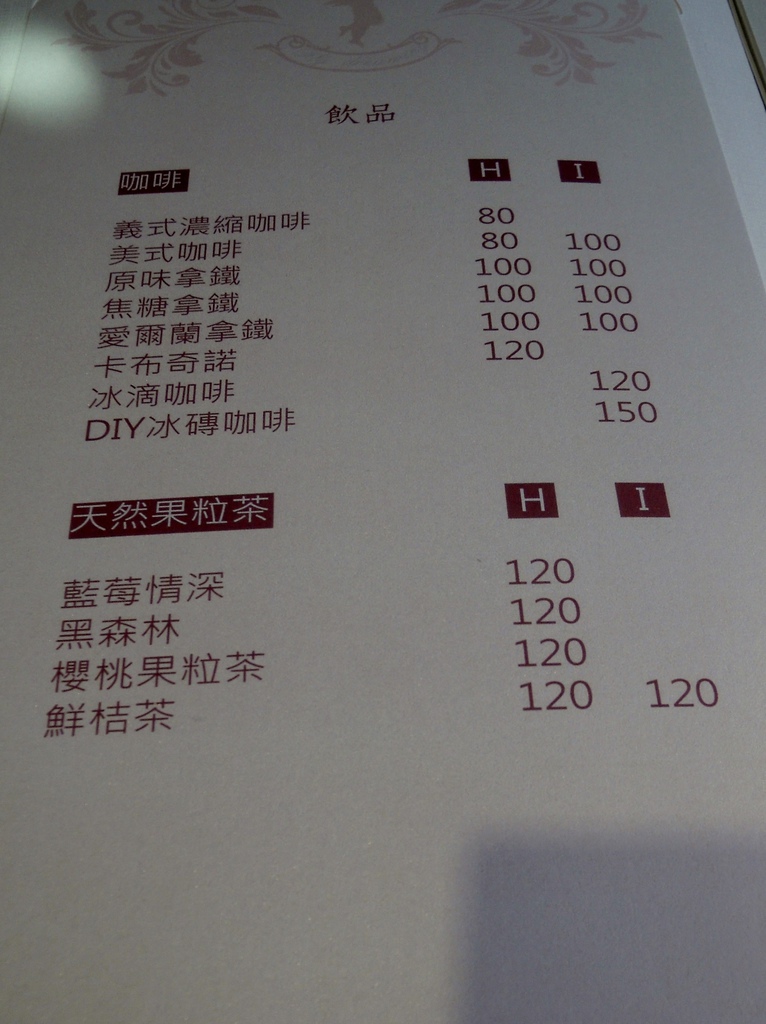 飲品
咖啡 H I
義式濃縮咖啡 80
美式咖啡 80 100
原味拿鐵 100 100
焦糖拿鐵 100 100
愛爾蘭拿鐵 100 100
卡布奇諾 120
冰滴咖啡 120
DIY冰磚咖啡 150
天然果粒茶 H I
藍莓情深 120
黑森林 120
櫻桃果粒茶 120
鮮桔茶 120 120